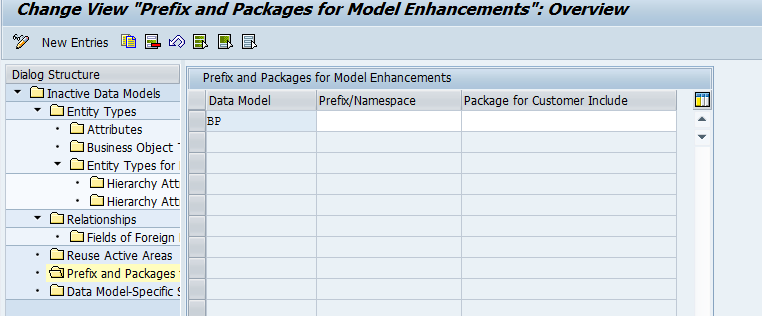 Change View "Prefix and Packages for Model Enhancements": Overview
New Entries
Dialog Structure
Inactive Data Models
Entity Types
Attributes
Business Object T
Entity Types for
Hierarchy Att
Hierarchy Att
Relationships
Fields of Foreign
Reuse Active Areas
Prefix and Packages
Data Model-Specific S
Prefix and Packages for Model Enhancements
Data Model Prefix/Namespace Package for Customer Include
BP